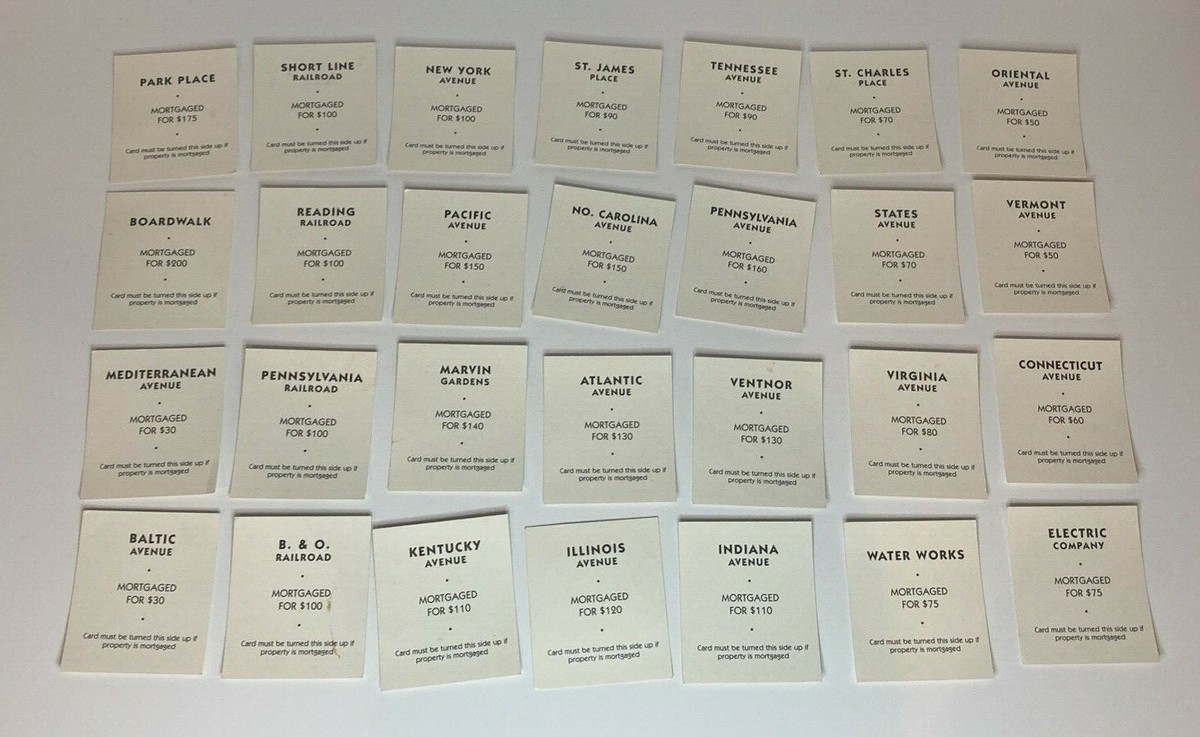 PARK PLACE
MORTGAGED
FOR $175
Card must be turned this side up if
property is mortgaged
SHORT LINE
RAILROAD
MORTGAGED
FOR $100
Card must be turned this side up if
property is mortgaged
NEW YORK
AVENUE
MORTGAGED
FOR $100
Card must be turned this side up if
property is mortgaged
ST. JAMES
PLACE
MORTGAGED
FOR $90
Card must be turned this side up if
property is mortgaged
TENNESSEE
AVENUE
MORTGAGED
FOR $90
Card must be turned this side up if
property is mortgaged
ST. CHARLES
PLACE
MORTGAGED
FOR $70
Card must be turned this side up if
property is mortgaged
ORIENTAL
AVENUE
MORTGAGED
FOR $50
Card must be turned this side up if
property is mortgaged
BOARDWALK
MORTGAGED
FOR $200
Card must be turned this side up if
property is mortgaged
READING
RAILROAD
MORTGAGED
FOR $100
Card must be turned this side up if
property is mortgaged
PACIFIC
AVENUE
MORTGAGED
FOR $150
Card must be turned this side up if
property is mortgaged
NO. CAROLINA
AVENUE
MORTGAGED
FOR $150
Card must be turned this side up if
property is mortgaged
PENNSYLVANIA
AVENUE
MORTGAGED
FOR $160
Card must be turned this side up if
property is mortgaged
STATES
AVENUE
MORTGAGED
FOR $70
Card must be turned this side up if
property is mortgaged
VERMONT
AVENUE
MORTGAGED
FOR $50
Card must be turned this side up if
property is mortgaged
MEDITERRANEAN
AVENUE
MORTGAGED
FOR $30
Card must be turned this side up if
property is mortgaged
PENNSYLVANIA
RAILROAD
MORTGAGED
FOR $100
Card must be turned this side up if
property is mortgaged
MARVIN
GARDENS
MORTGAGED
FOR $140
Card must be turned this side up if
property is mortgaged
ATLANTIC
AVENUE
MORTGAGED
FOR $130
Card must be turned this side up if
property is mortgaged
VENTNOR
AVENUE
MORTGAGED
FOR $130
Card must be turned this side up if
property is mortgaged
VIRGINIA
AVENUE
MORTGAGED
FOR $80
Card must be turned this side up if
property is mortgaged
CONNECTICUT
AVENUE
MORTGAGED
FOR $60
Card must be turned this side up if
property is mortgaged
BALTIC
AVENUE
MORTGAGED
FOR $30
Card must be turned this side up if
property is mortgaged
B. & O.
RAILROAD
MORTGAGED
FOR $100
Card must be turned this side up if
property is mortgaged
KENTUCKY
AVENUE
MORTGAGED
FOR $110
Card must be turned this side up if
property is mortgaged
ILLINOIS
AVENUE
MORTGAGED
FOR $120
Card must be turned this side up if
property is mortgaged
INDIANA
AVENUE
MORTGAGED
FOR $110
Card must be turned this side up if
property is mortgaged
WATER WORKS
MORTGAGED
FOR $75
Card must be turned this side up if
property is mortgaged
ELECTRIC
COMPANY
MORTGAGED
FOR $75
Card must be turned this side up if
property is mortgaged